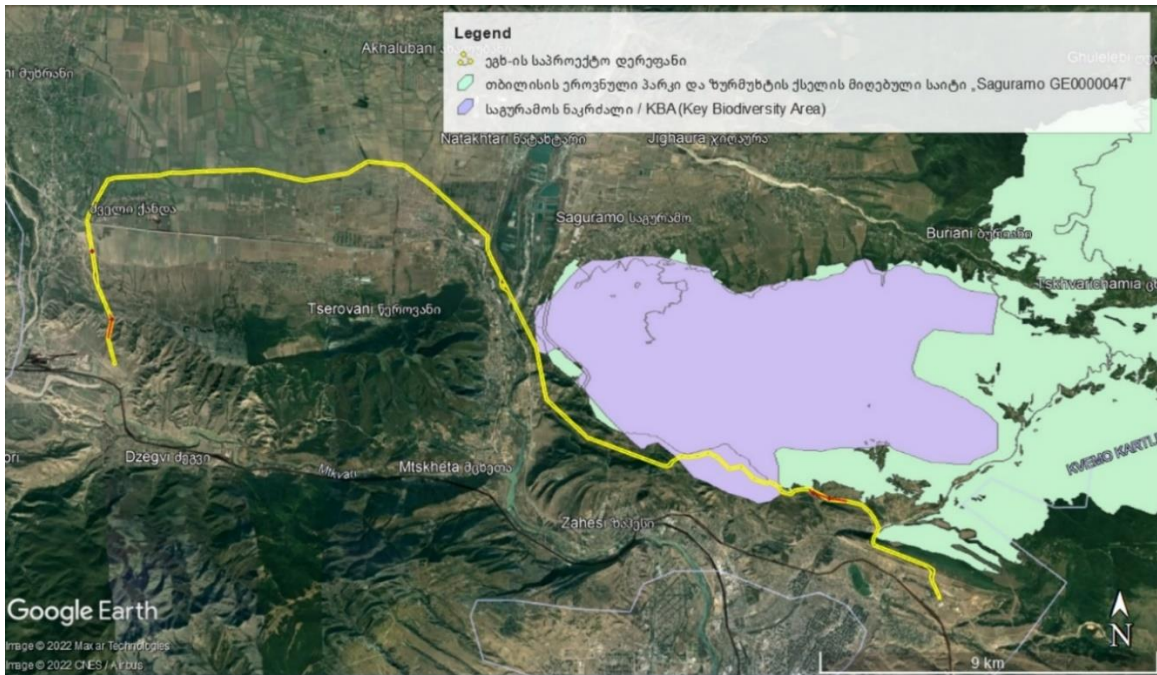 Legend
ეგხ-ის საპროექტო დერეფანი
თბილისის ეროვნული პარკი და ზურმუხტის ქსელის მიღებული საიტი „Saguramo GE0000047“
საგურამოს ნაკრძალი / KBA(Key Biodiversity Area)
Akhalubani
Ghulelebi
Natakhtari ნატახტარი
Jighaura ჯიღაურა
ძველი ქანდა
Saguramo საგურამო
Buriani ბურიანი
Tskhvarichamia
Tserovani წეროვანი
Dzegvi ძეგვი
Mtkvari
Mtskheta მცხეთა
KVEMO KARTLI
Zahesi ზაჰესი
Google Earth
Image © 2022 Maxar Technologies
Image © 2022 CNES / Airbus
N
9 km